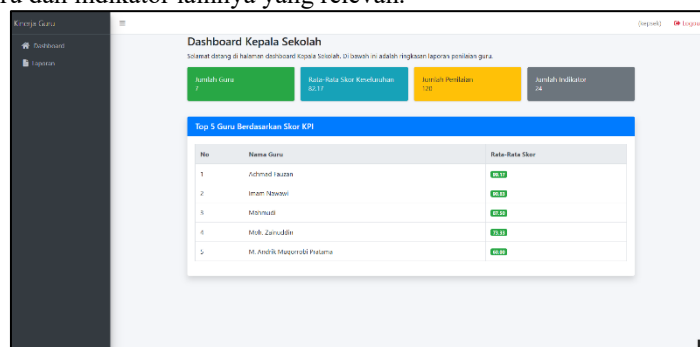 ru dan indikator lainnya yang relevan.
Kinerja Guru
(kepsek) Logout
Dashboard
Laporan
Dashboard Kepala Sekolah
Selamat datang di halaman dashboard Kepala Sekolah. Di bawah ini adalah ringkasan laporan penilaian guru.
Jumlah Guru
7
Rata-Rata Skor Keseluruhan
82.17
Jumlah Penilaian
120
Jumlah Indikator
24
Top 5 Guru Berdasarkan Skor KPI
No Nama Guru Rata-Rata Skor
1 Achmad Fauzan
2 Imam Nawawi
3 Mahmudi
4 Moh. Zainuddin
5 M. Andrik Muqorrobi Pratama